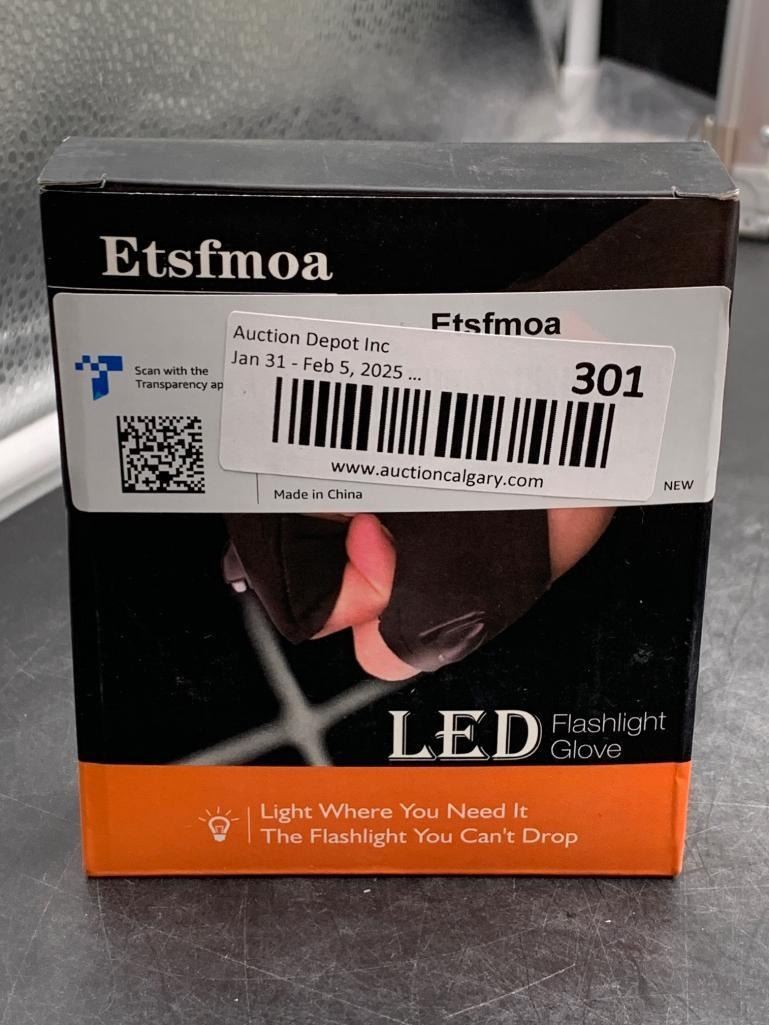 Etsfmoa
Etsfmoa
Scan with the
Transparency ap
Auction Depot Inc
Jan 31 - Feb 5, 2025 ...
301
www.auctioncalgary.com
Made in China
NEW
LED Flashlight
Glove
Light Where You Need It
The Flashlight You Can't Drop